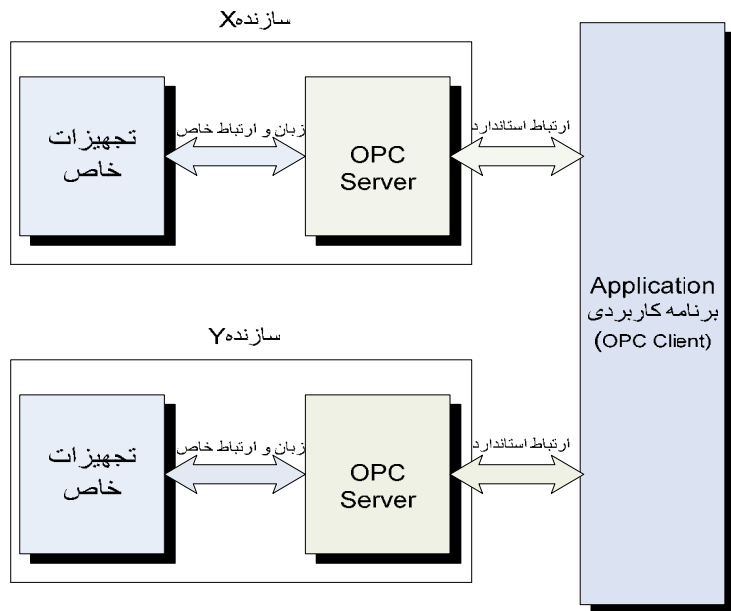 سازندهX
تجهیزات
خاص
زبان و ارتباط خاص
OPC
Server
ارتباط استاندارد
Application
برنامه کاربردی
(OPC Client)
سازندهY
تجهیزات
خاص
زبان و ارتباط خاص
OPC
Server
ارتباط استاندارد